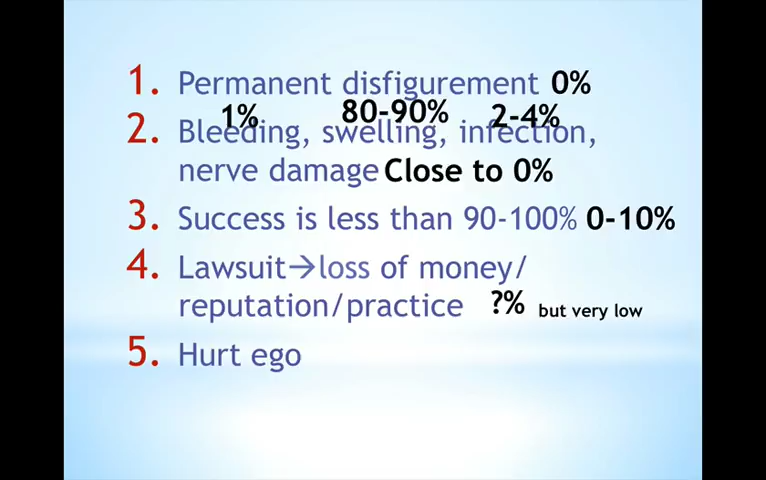 1. Permanent disfigurement 0%
1% 80-90% 2-4%
2. Bleeding, swelling, infection,
nerve damage Close to 0%
3. Success is less than 90-100% 0-10%
4. Lawsuit→loss of money/
reputation/practice ?% but very low
5. Hurt ego